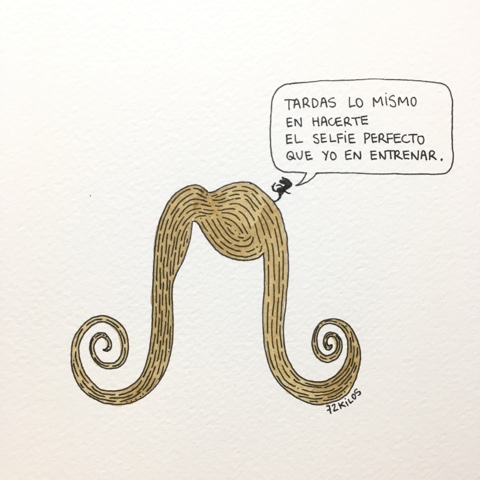 TARDAS LO MiSMO
EN HACERTE
EL SELFiE PERFECTO
QUE YO EN ENTRENAR.
72KiLOS